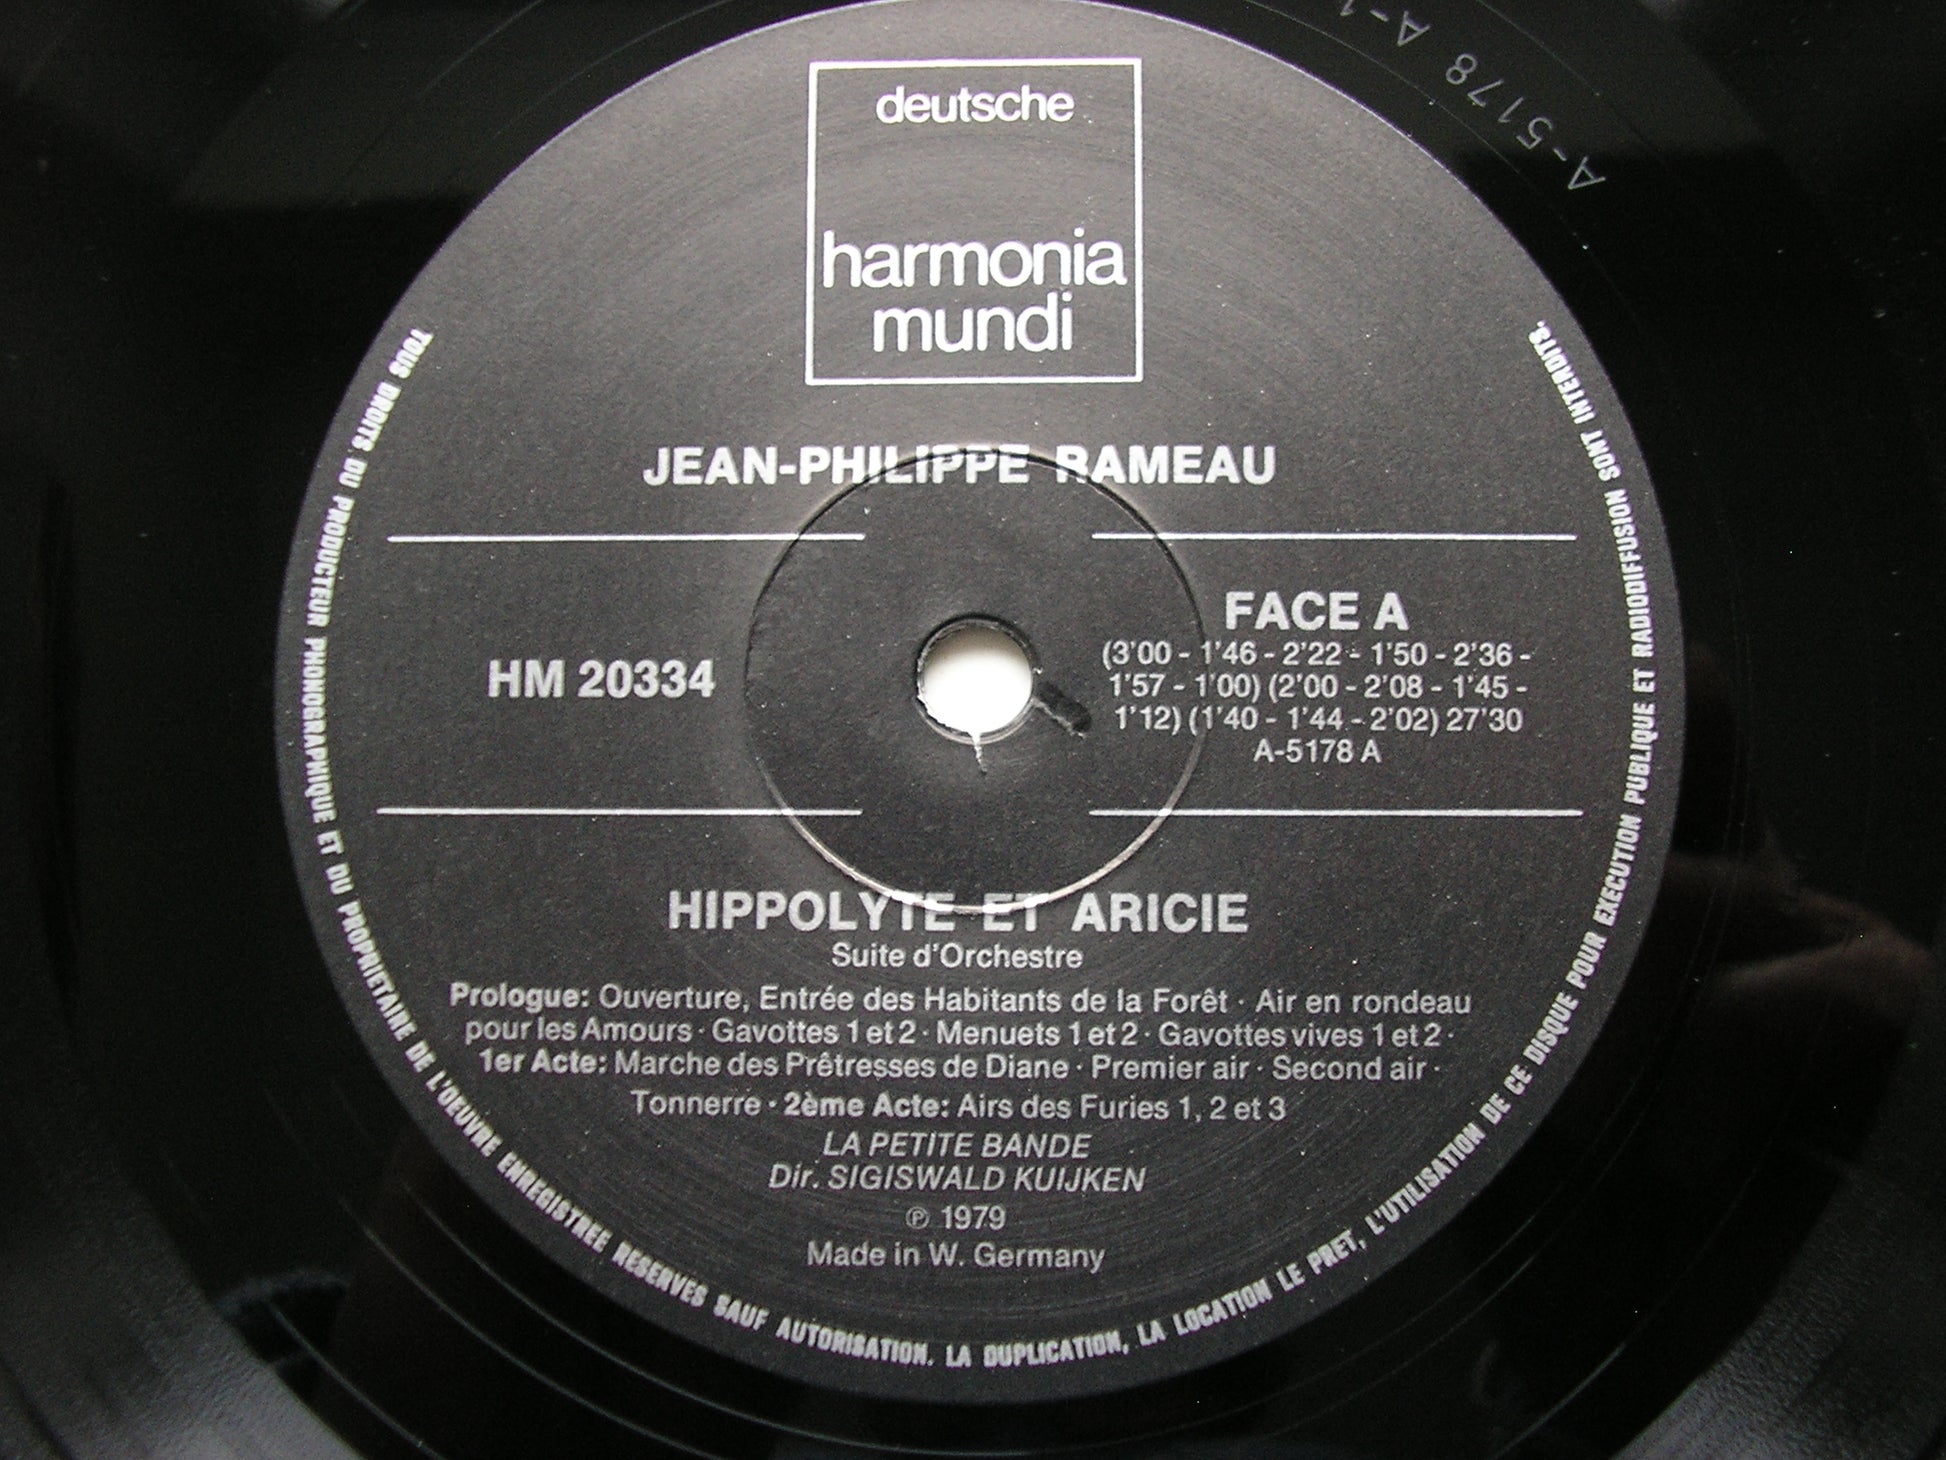 deutsche
harmonia
mundi
JEAN-PHILIPPE RAMEAU
HM 20334
FACE A
(3'00 - 1'46 - 2'22 - 1'50 - 2'36 -
1'57 - 1'00) (2'00 - 2'08 - 1'45 -
1'12) (1'40 - 1'44 - 2'02) 27'30
A-5178 A
HIPPOLYTE ET ARICIE
Suite d'Orchestre
Prologue: Ouverture, Entrée des Habitants de la Forêt · Air en rondeau
pour les Amours · Gavottes 1 et 2 · Menuets 1 et 2 · Gavottes vives 1 et 2 ·
1er Acte: Marche des Prêtresses de Diane · Premier air · Second air ·
Tonnerre · 2ème Acte: Airs des Furies 1, 2 et 3
LA PETITE BANDE
Dir. SIGISWALD KUIJKEN
℗ 1979
Made in W. Germany
TOUS DROITS DU PRODUCTEUR PHONOGRAPHIQUE ET DU PROPRIETAIRE DE L'OEUVRE ENREGISTREE RESERVES SAUF AUTORISATION. LA DUPLICATION, LA LOCATION LE PRET, L'UTILISATION DE CE DISQUE POUR EXECUTION PUBLIQUE ET RADIODIFFUSION SONT INTERDITS.
A-5178 A-1